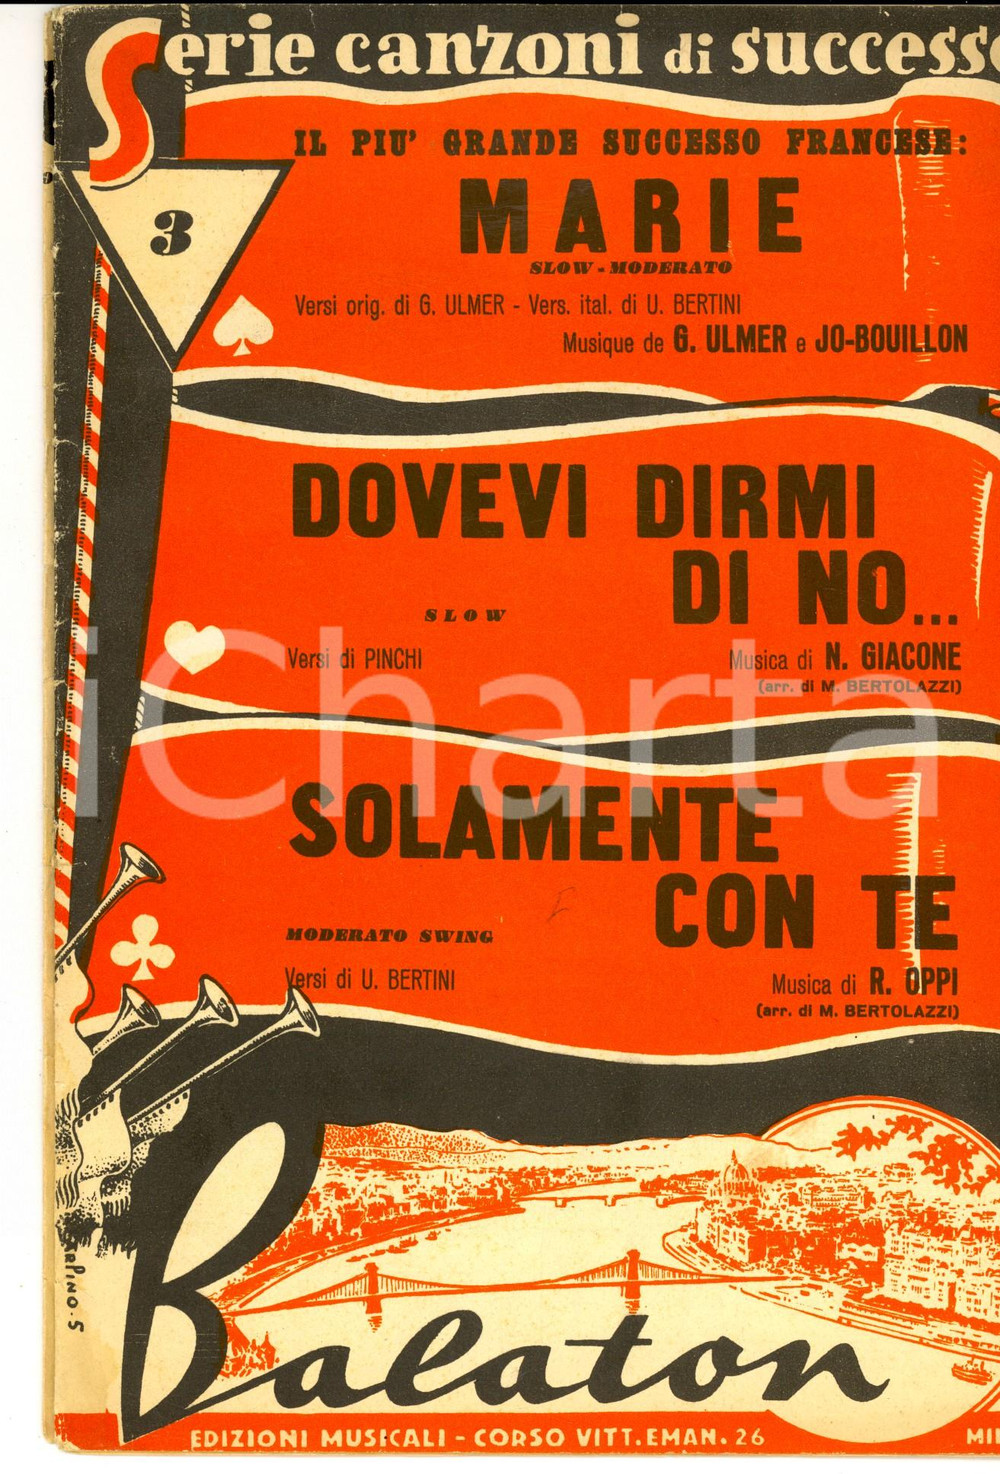 Serie canzoni di successo
3
IL PIU' GRANDE SUCCESSO FRANCESE:
MARIE
SLOW - MODERATO
Versi orig. di G. ULMER - Vers. ital. di U. BERTINI
Musique de G. ULMER e JO-BOUILLON
DOVEVI DIRMI
DI NO...
SLOW
Versi di PINCHI
Musica di N. GIACONE
(arr. di M. BERTOLAZZI)
iCharta
SOLAMENTE
CON TE
MODERATO SWING
Versi di U. BERTINI
Musica di R. OPPI
(arr. di M. BERTOLAZZI)
Balaton
EDIZIONI MUSICALI - CORSO VITT. EMAN. 26